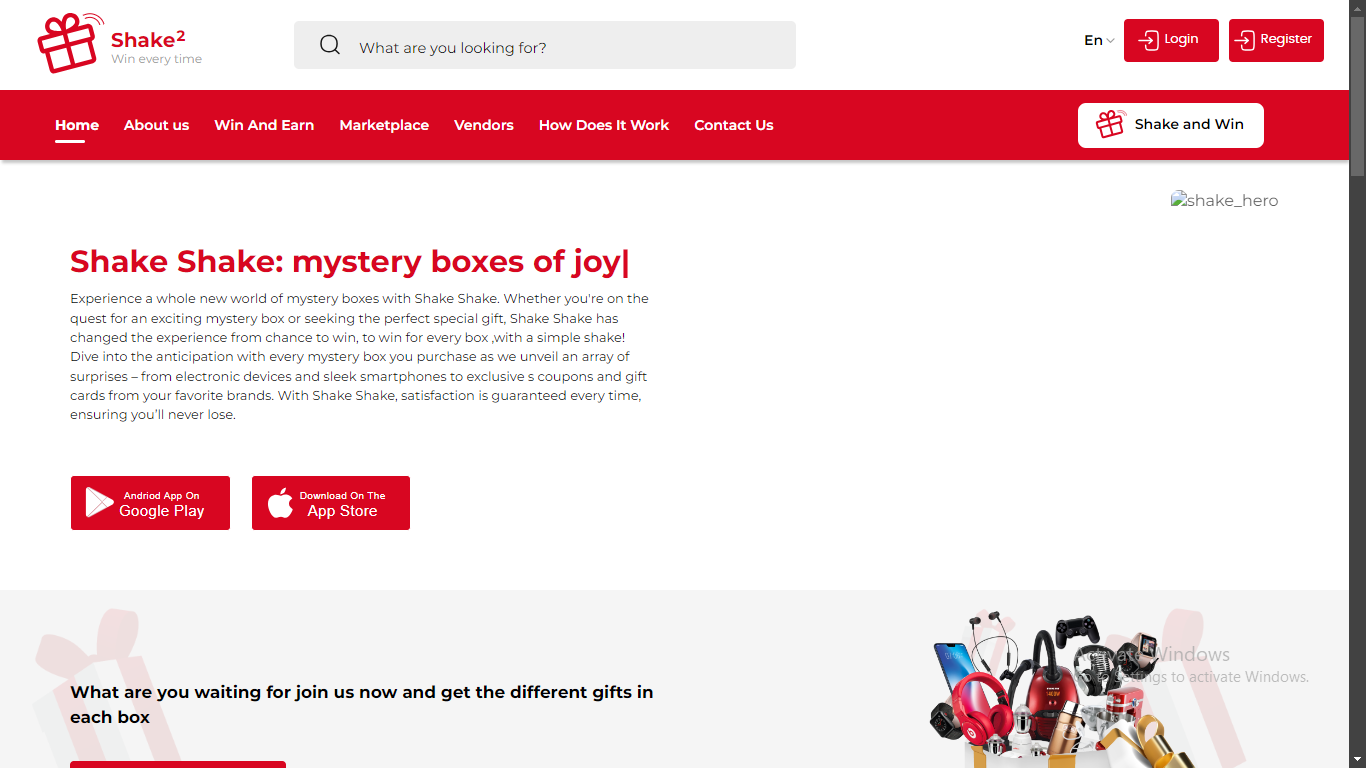 Shake²
Win every time
What are you looking for?
En
Login
Register
Home
About us
Win And Earn
Marketplace
Vendors
How Does It Work
Contact Us
Shake and Win
shake_hero
Shake Shake: mystery boxes of joy|
Experience a whole new world of mystery boxes with Shake Shake. Whether you're on the
quest for an exciting mystery box or seeking the perfect special gift, Shake Shake has
changed the experience from chance to win, to win for every box ,with a simple shake!
Dive into the anticipation with every mystery box you purchase as we unveil an array of
surprises – from electronic devices and sleek smartphones to exclusive s coupons and gift
cards from your favorite brands. With Shake Shake, satisfaction is guaranteed every time,
ensuring you'll never lose.
Andriod App On
Google Play
Download On The
App Store
What are you waiting for join us now and get the different gifts in
each box
Activate Windows
Go to Settings to activate Windows.